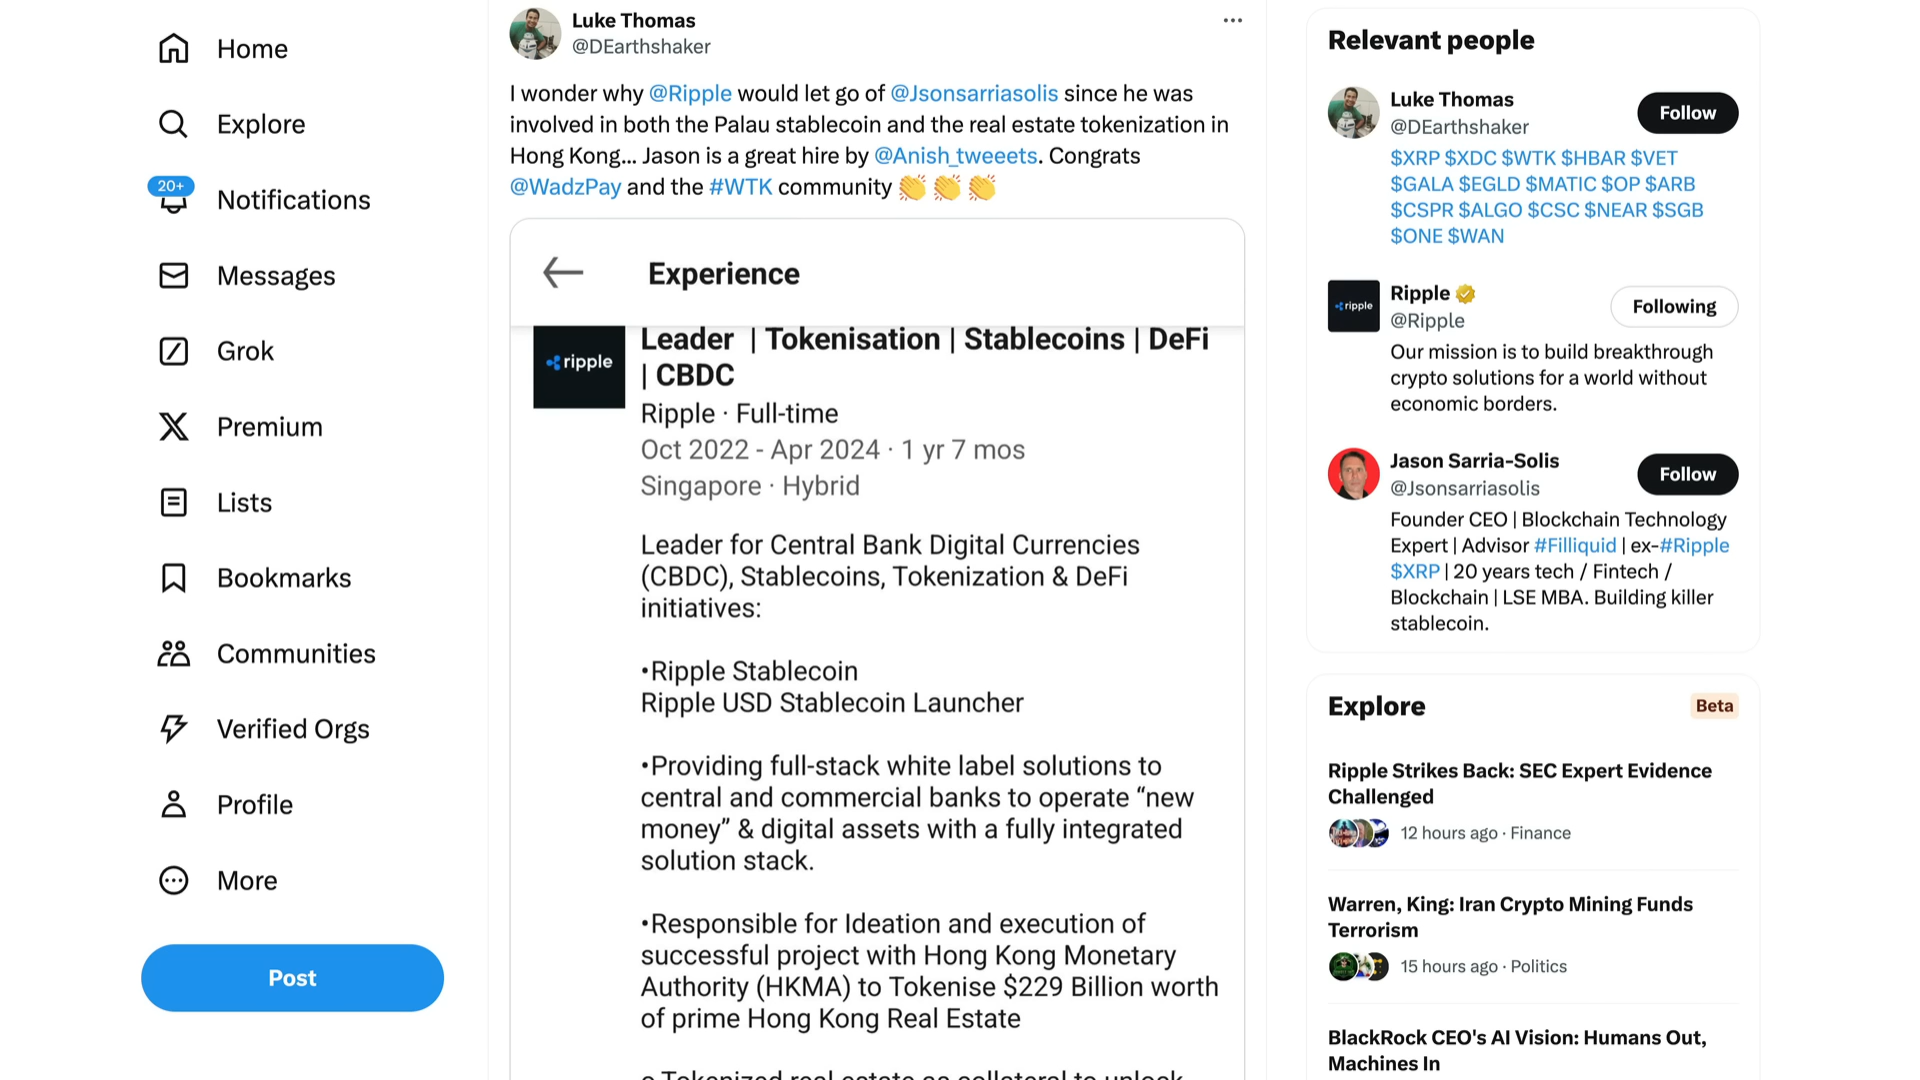 Home
Explore
20+
Notifications
Messages
Grok
Premium
Lists
Bookmarks
Communities
Verified Orgs
Profile
More
Post
Luke Thomas
@DEarthshaker
I wonder why @Ripple would let go of @Jsonsarriasolis since he was
involved in both the Palau stablecoin and the real estate tokenization in
Hong Kong... Jason is a great hire by @Anish_tweeets. Congrats
@WadzPay and the #WTK community 👏 👏 👏
Experience
ripple
Leader | Tokenisation | Stablecoins | DeFi
| CBDC
Ripple · Full-time
Oct 2022 - Apr 2024 · 1 yr 7 mos
Singapore · Hybrid
Leader for Central Bank Digital Currencies
(CBDC), Stablecoins, Tokenization & DeFi
initiatives:
•Ripple Stablecoin
Ripple USD Stablecoin Launcher
•Providing full-stack white label solutions to
central and commercial banks to operate “new
money” & digital assets with a fully integrated
solution stack.
•Responsible for Ideation and execution of
successful project with Hong Kong Monetary
Authority (HKMA) to Tokenise $229 Billion worth
of prime Hong Kong Real Estate
o Tokenized real estate as collateral to unlock
Relevant people
Luke Thomas
@DEarthshaker
Follow
$XRP $XDC $WTK $HBAR $VET
$GALA $EGLD $MATIC $OP $ARB
$CSPR $ALGO $CSC $NEAR $SGB
$ONE $WAN
ripple
Ripple
@Ripple
Following
Our mission is to build breakthrough
crypto solutions for a world without
economic borders.
Jason Sarria-Solis
@Jsonsarriasolis
Follow
Founder CEO | Blockchain Technology
Expert | Advisor #Filliquid | ex-#Ripple
$XRP | 20 years tech / Fintech /
Blockchain | LSE MBA. Building killer
stablecoin.
Explore
Beta
Ripple Strikes Back: SEC Expert Evidence
Challenged
12 hours ago · Finance
Warren, King: Iran Crypto Mining Funds
Terrorism
15 hours ago · Politics
BlackRock CEO's AI Vision: Humans Out,
Machines In